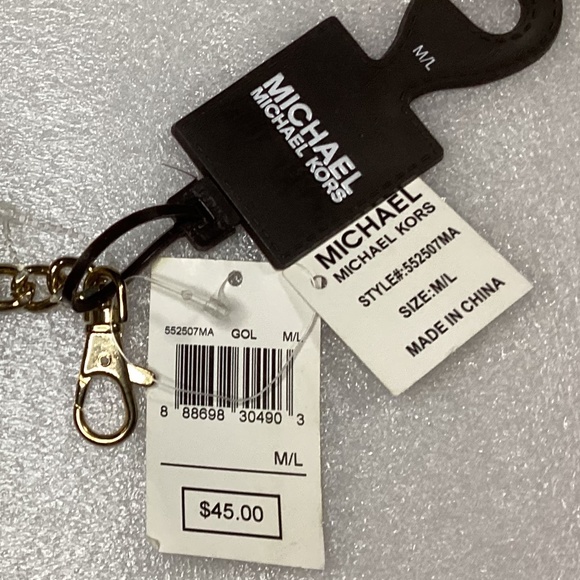 M/L
MICHAEL
MICHAEL KORS
MICHAEL
MICHAEL KORS
STYLE#:552507MA
SIZE:M/L
MADE IN CHINA
552507MA GOL M/L
8 88698 30490 3
M/L
$45.00